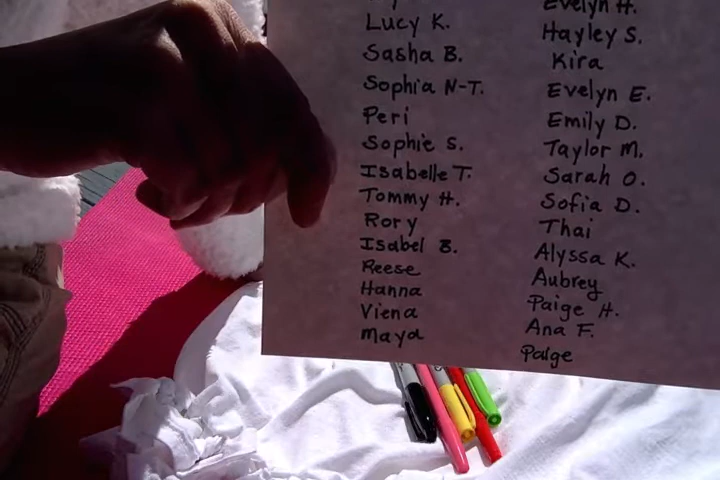 Lucy K.
Sasha B.
Sophia N-T.
Peri
Sophie S.
Isabelle T.
Tommy H.
Rory
Isabel B.
Reese
Hanna
Viena
Maya
Evelyn H.
Hayley S.
Kira
Evelyn E.
Emily D.
Taylor M.
Sarah O.
Sofia D.
Thai
Alyssa K.
Aubrey
Paige H.
Ana F.
Paige